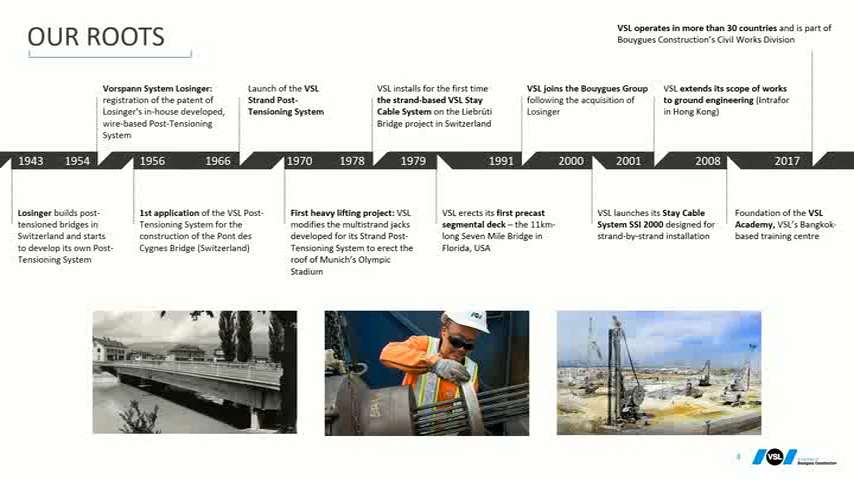 OUR ROOTS
VSL operates in more than 30 countries and is part of
Bouygues Construction's Civil Works Division
Vorspann System Losinger:
registration of the patent of
Losinger's in-house developed,
wire-based Post-Tensioning
System
Launch of the VSL
Strand Post-
Tensioning System
VSL installs for the first time
the strand-based VSL Stay
Cable System on the Liebrüti
Bridge project in Switzerland
VSL joins the Bouygues Group
following the acquisition of
Losinger
VSL extends its scope of works
to ground engineering (Intrafor
in Hong Kong)
1943 1954 1956 1966 1970 1978 1979 1991 2000 2001 2008 2017
Losinger builds post-
tensioned bridges in
Switzerland and starts
to develop its own Post-
Tensioning System
1st application of the VSL Post-
Tensioning System for the
construction of the Pont des
Cygnes Bridge (Switzerland)
First heavy lifting project: VSL
modifies the multistrand jacks
developed for its Strand Post-
Tensioning System to erect the
roof of Munich's Olympic
Stadium
VSL erects its first precast
segmental deck – the 11km-
long Seven Mile Bridge in
Florida, USA
VSL launches its Stay Cable
System SSI 2000 designed for
strand-by-strand installation
Foundation of the VSL
Academy, VSL's Bangkok-
based training centre
VSL
VSL
Bouygues Construction